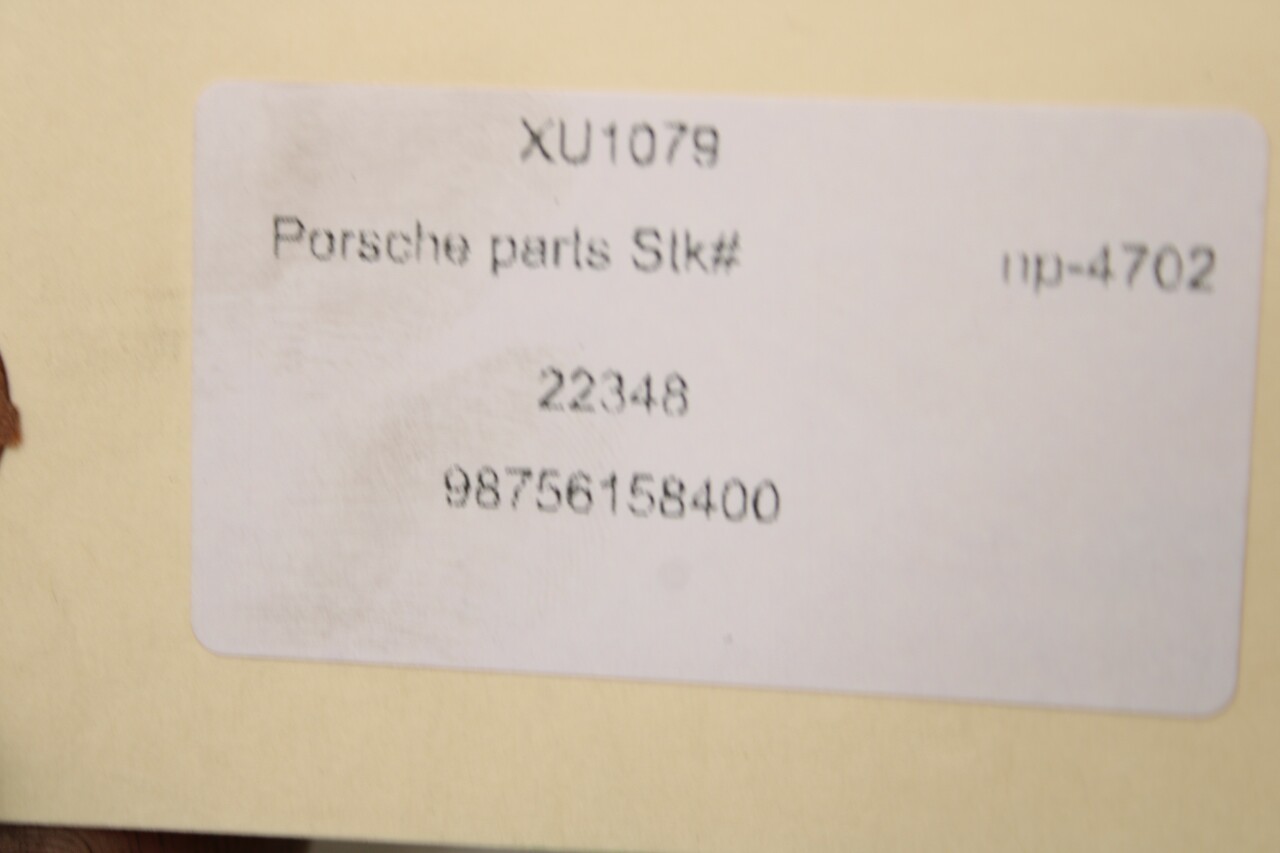 XU1079
Porsche parts Stk# np-4702
22348
98756158400